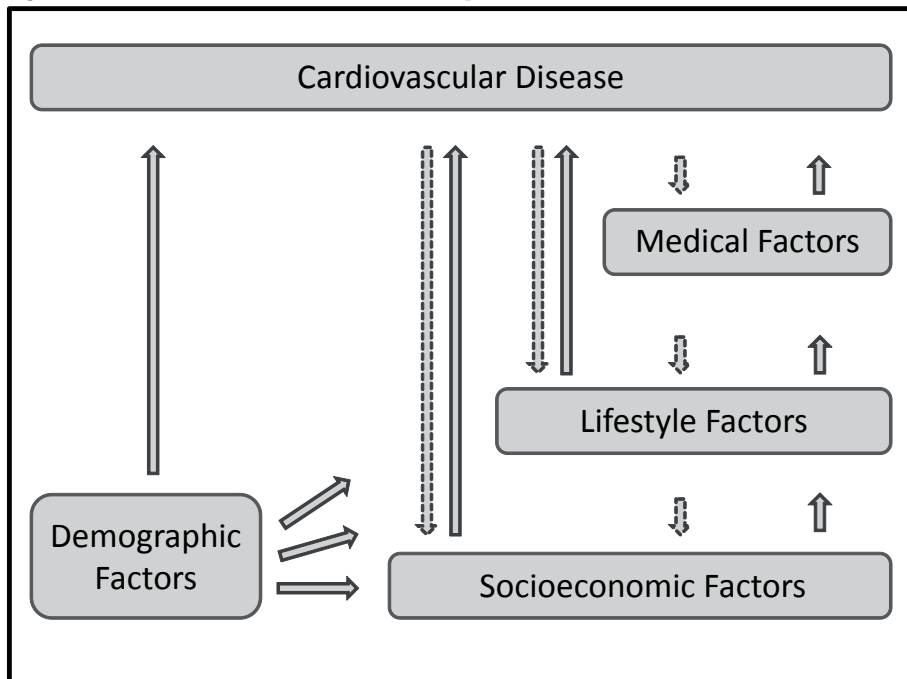 Cardiovascular Disease
Medical Factors
Lifestyle Factors
Demographic
Factors
Socioeconomic Factors